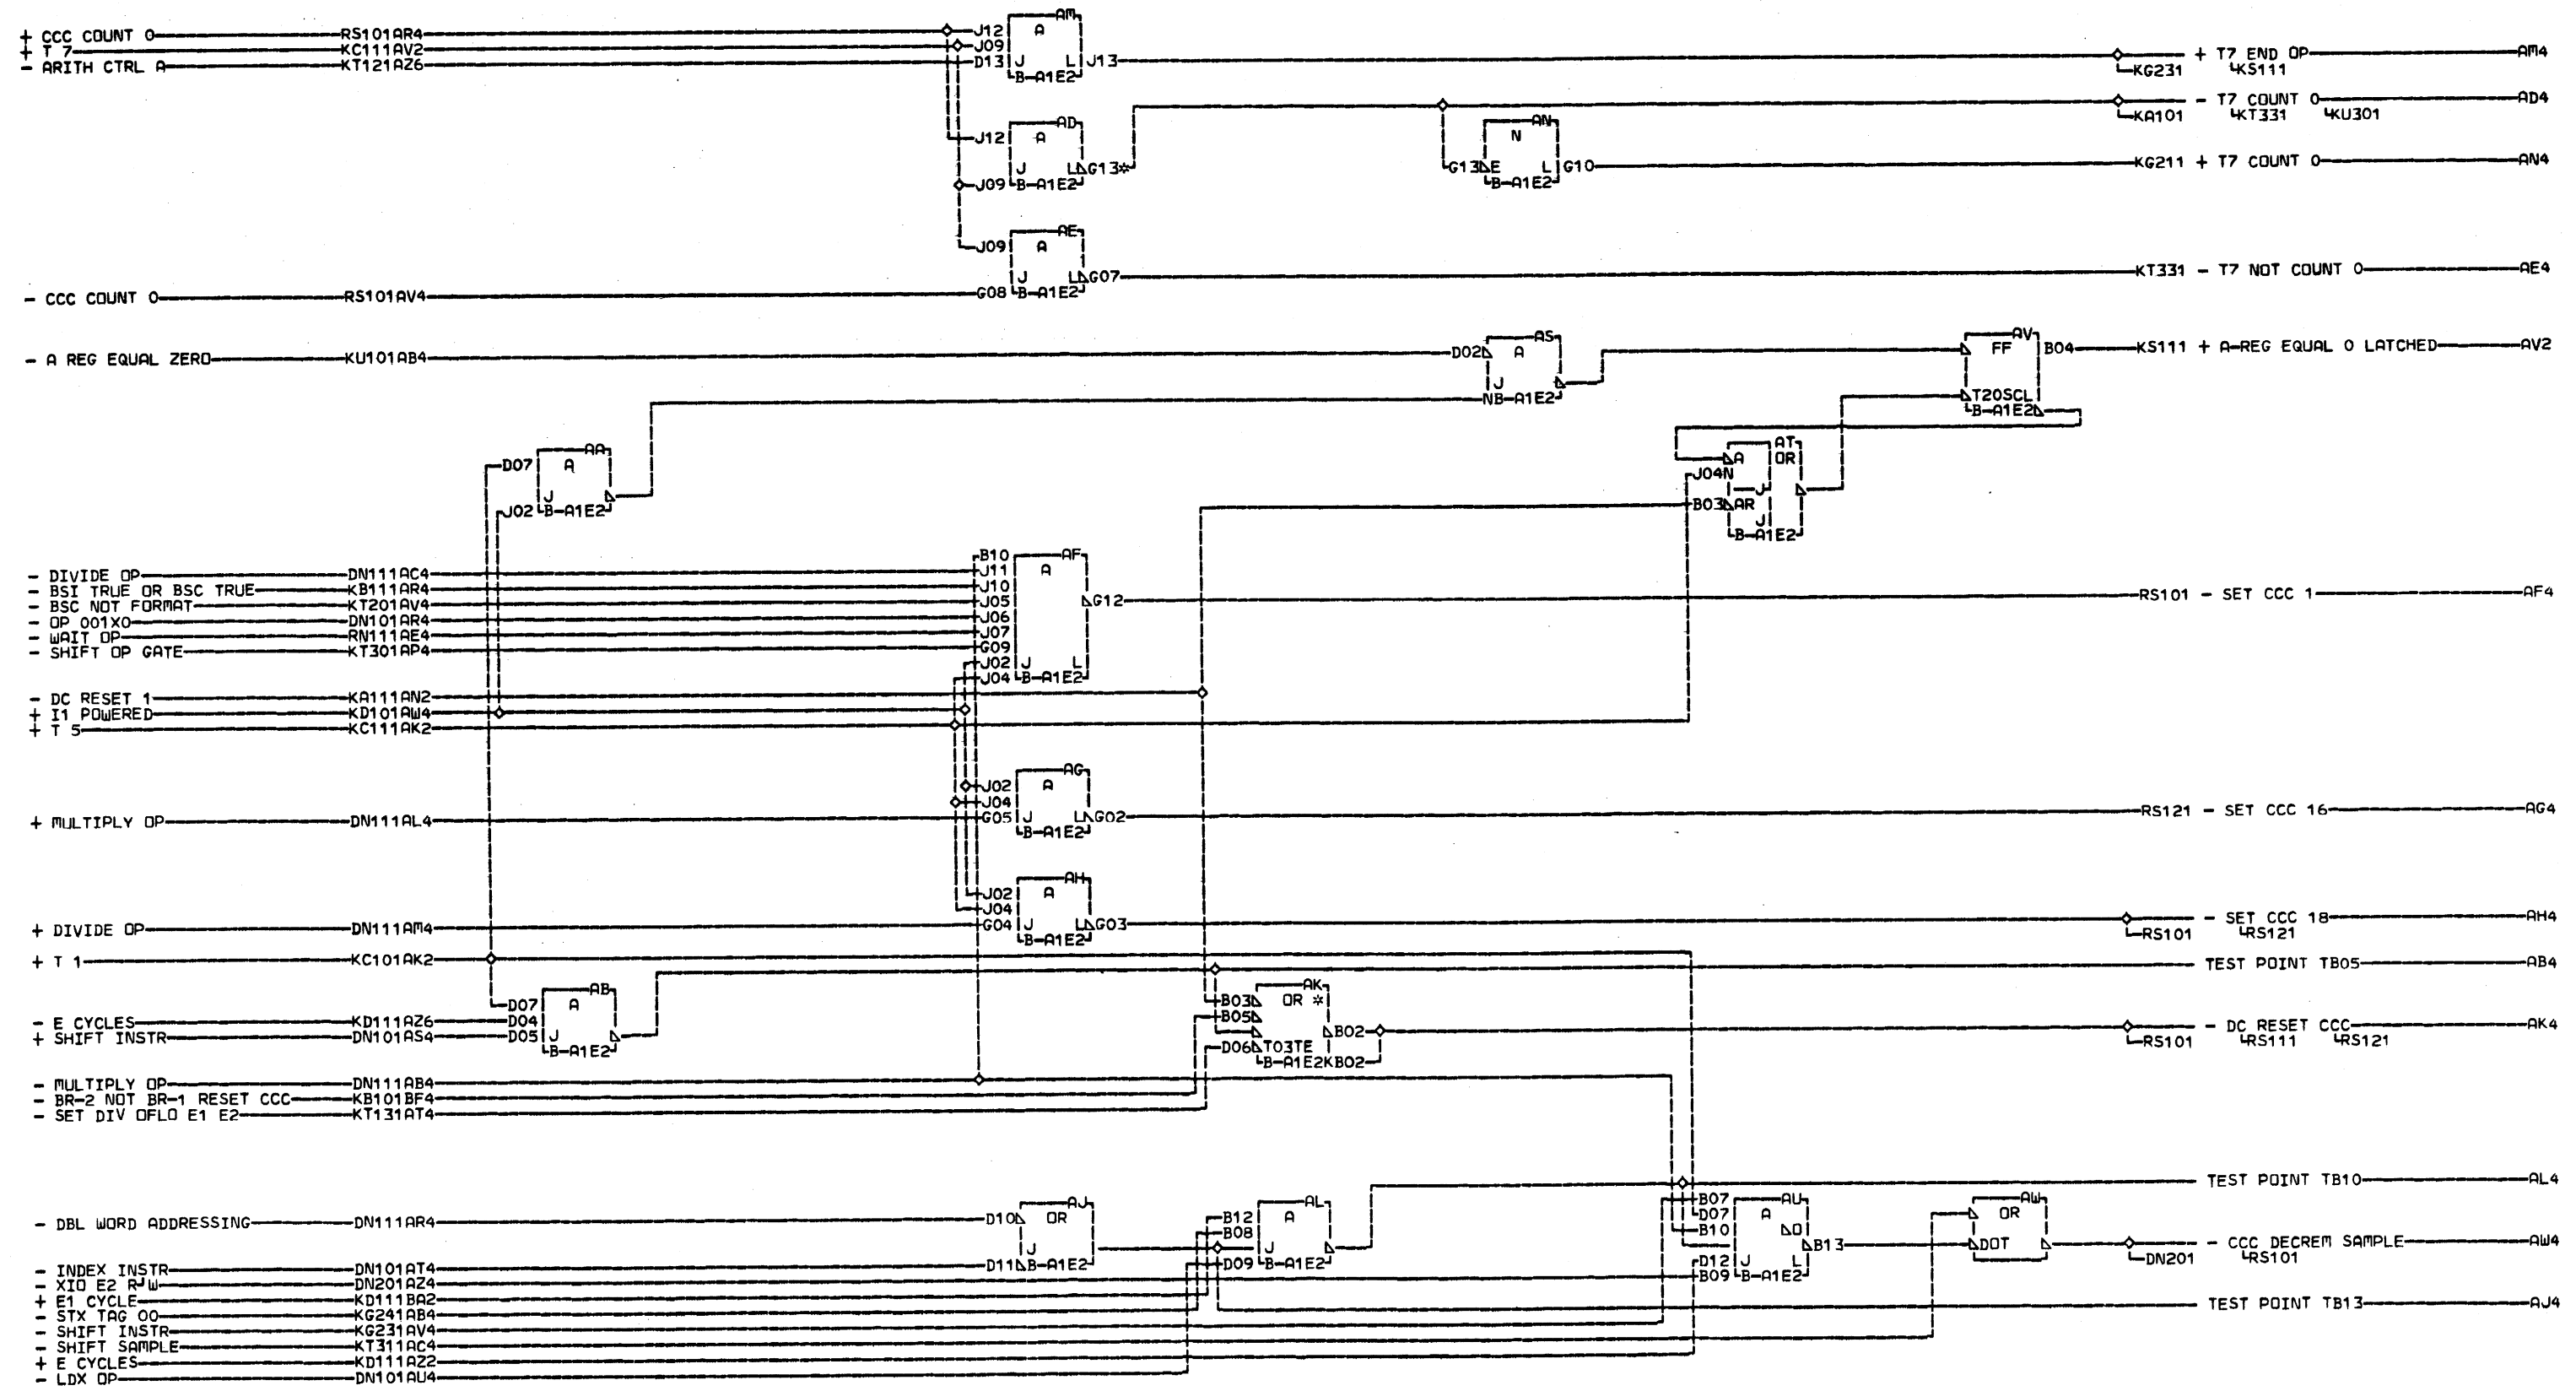 + CCC COUNT 0 RS101AR4
+ T 7 KC111AV2
- ARITH CTRL A KT121AZ6
J12 A AM
J09
D13 J L J13
B-A1E2
+ T7 END OP AM4
KG231 KS111
- T7 COUNT 0 AD4
KA101 KT331 KU301
J12 A AD
J L G13*
J09 B-A1E2
N AN
G13 E L G10
B-A1E2
KG211 + T7 COUNT 0 AN4
J09 A AE
J L G07
G08 B-A1E2
KT331 - T7 NOT COUNT 0 AE4
- CCC COUNT 0 RS101AV4
- A REG EQUAL ZERO KU101AB4
D02 A AS
J
NB-A1E2
FF AV B04
T20SCL
B-A1E2
KS111 + A-REG EQUAL 0 LATCHED AV2
D07 A AA
J
J02 B-A1E2
A AT
OR
J04N
J
B03 AR
J
B-A1E2
- DIVIDE OP DN111AC4
- BSI TRUE OR BSC TRUE KB111AR4
- BSC NOT FORMAT KT201AV4
- OP 001X0 DN101AR4
- WAIT OP RN111AE4
- SHIFT OP GATE KT301AP4
B10 AF
J11 A
J10
J05 G12
J06
J07
G09
J02 J L
J04 B-A1E2
RS101 - SET CCC 1 AF4
- DC RESET 1 KA111AN2
+ I1 POWERED KD101AW4
+ T 5 KC111AK2
AG
J02 A
J04
G05 J L G02
B-A1E2
+ MULTIPLY OP DN111AL4
RS121 - SET CCC 16 AG4
AH
J02 A
J04
G04 J L G03
B-A1E2
+ DIVIDE OP DN111AM4
- SET CCC 18 AH4
RS101 RS121
+ T 1 KC101AK2
TEST POINT TB05 AB4
AB
D07 A
D04
D05 J
B-A1E2
- E CYCLES KD111AZ6
+ SHIFT INSTR DN101AS4
AK
B03 OR *
B05
B02
D06 T03TE
B-A1E2KB02
- DC RESET CCC AK4
RS101 RS111 RS121
- MULTIPLY OP DN111AB4
- BR-2 NOT BR-1 RESET CCC KB101BF4
- SET DIV OFLO E1 E2 KT131AT4
TEST POINT TB10 AL4
- DBL WORD ADDRESSING DN111AR4
AJ
D10 OR
J
D11 B-A1E2
AL
B12 A
B08
J
D09 B-A1E2
B07 AU
D07 A
B10 DO
B13
D12 J L
B09 B-A1E2
AW
OR
DOT
- CCC DECREM SAMPLE AW4
DN201 RS101
- INDEX INSTR DN101AT4
- XIO E2 R↲W DN201AZ4
+ E1 CYCLE KD111BA2
- STX TAG 00 KG241AB4
- SHIFT INSTR KG231AV4
- SHIFT SAMPLE KT311AC4
+ E CYCLES KD111AZ2
- LDX OP DN101AU4
TEST POINT TB13 AJ4